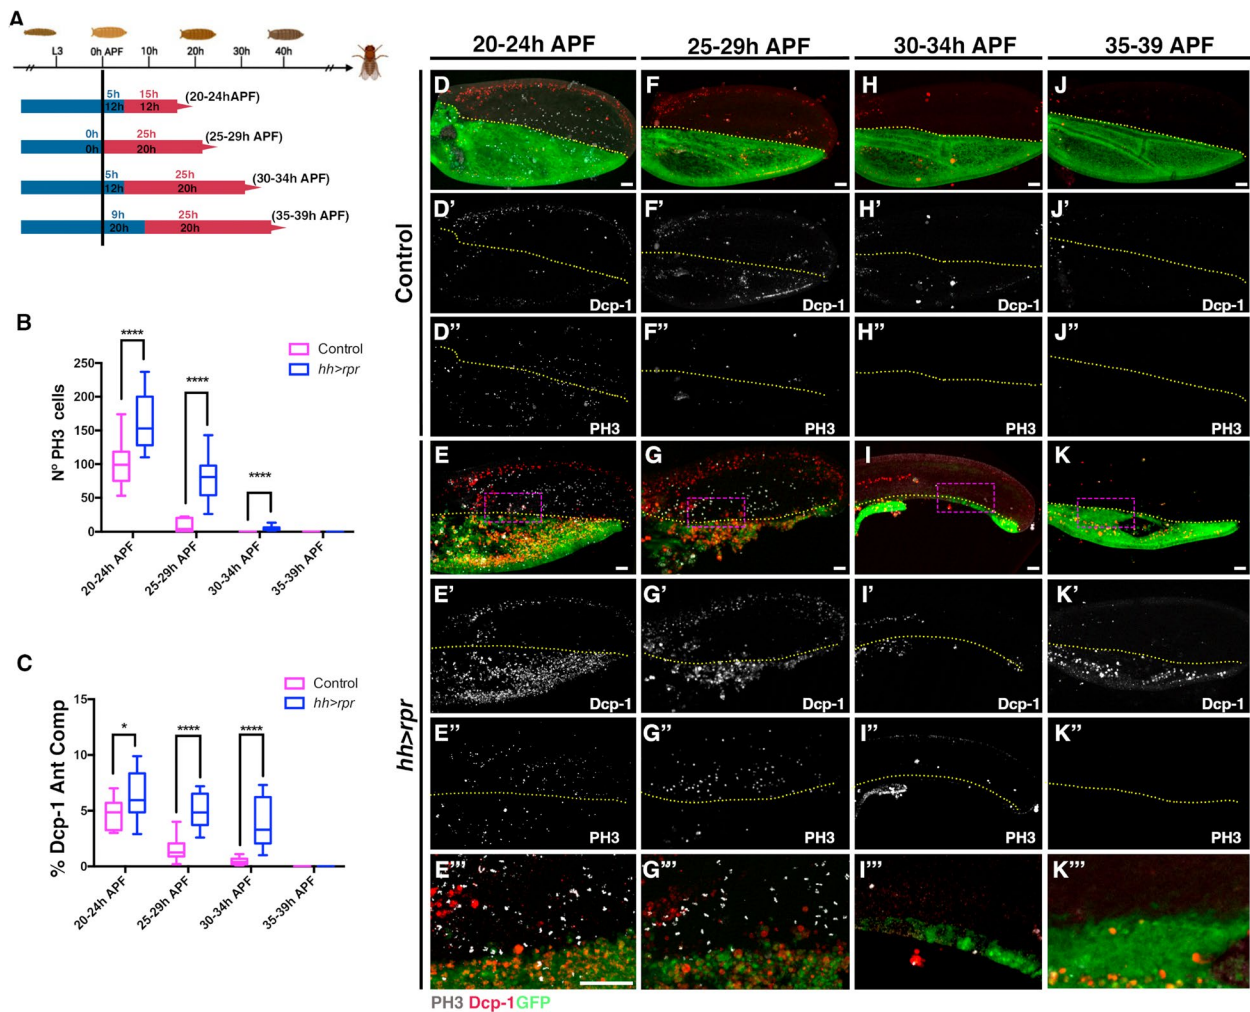 A
L3
0h APF
10h
20h
30h
40h
5h
15h
(20-24hAPF)
12h
12h
0h
25h
(25-29h APF)
0h
20h
5h
25h
(30-34h APF)
12h
20h
9h
25h
(35-39h APF)
20h
20h
B
****
Control
hh>rpr
****
****
Nº PH3 cells
250
200
150
100
50
0
20-24h APF
25-29h APF
30-34h APF
35-39h APF
C
Control
hh>rpr
*
****
****
% Dcp-1 Ant Comp
15
10
5
0
20-24h APF
25-29h APF
30-34h APF
35-39h APF
20-24h APF
25-29h APF
30-34h APF
35-39 APF
Control
D
F
H
J
D’
Dcp-1
F’
Dcp-1
H’
Dcp-1
J’
Dcp-1
D’’
PH3
F’’
PH3
H’’
PH3
J’’
PH3
hh>rpr
E
G
I
K
E’
Dcp-1
G’
Dcp-1
I’
Dcp-1
K’
Dcp-1
E’’
PH3
G’’
PH3
I’’
PH3
K’’
PH3
E’’’
G’’’
I’’’
K’’’
PH3 Dcp-1GFP